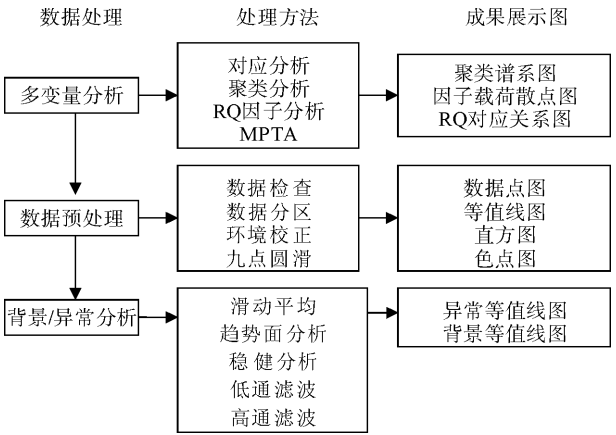 数据处理
处理方法
成果展示图
多变量分析
对应分析
聚类分析
RQ因子分析
MPTA
聚类谱系图
因子载荷散点图
RQ对应关系图
数据预处理
数据检查
数据分区
环境校正
九点圆滑
数据点图
等值线图
直方图
色点图
背景/异常分析
滑动平均
趋势面分析
稳健分析
低通滤波
高通滤波
异常等值线图
背景等值线图